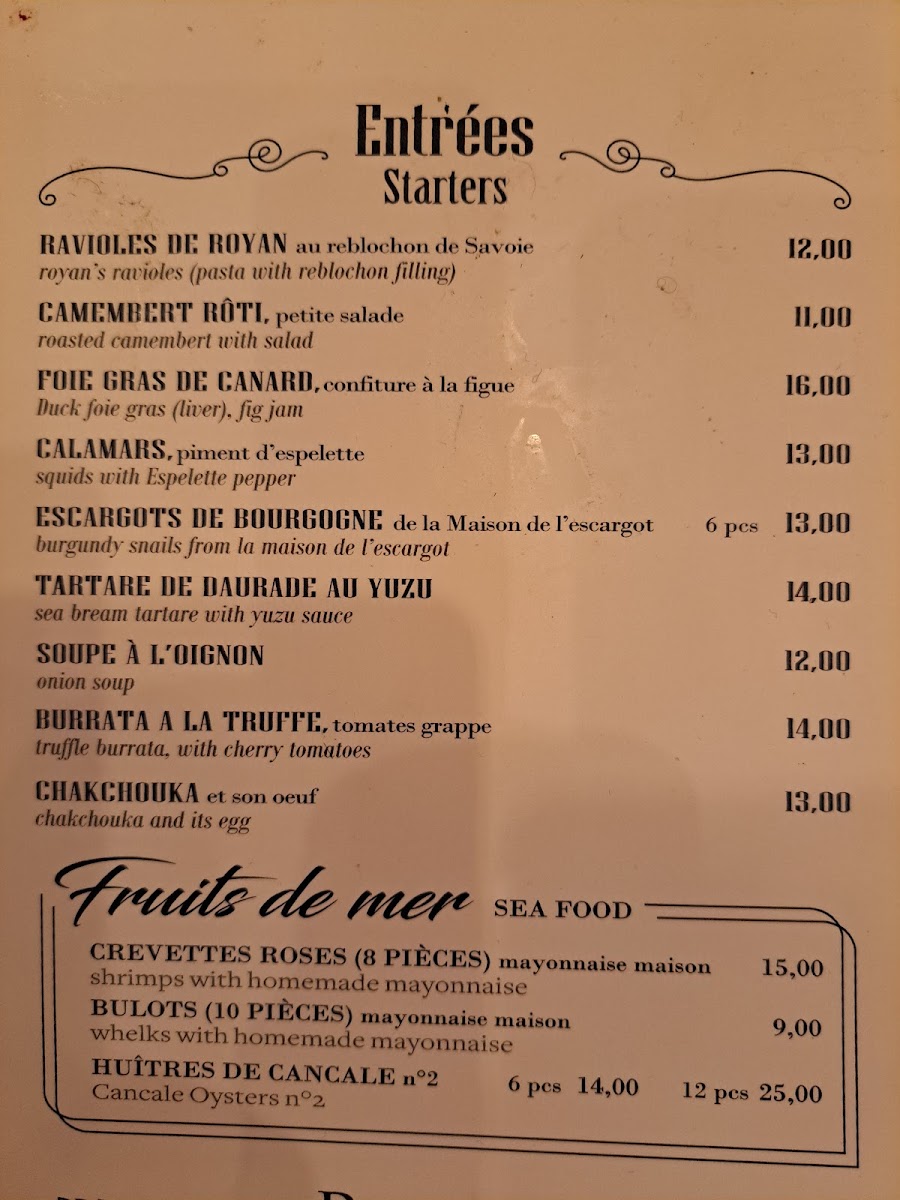 Entrées
Starters
RAVIOLES DE ROYAN au reblochon de Savoie 12,00
royan's ravioles (pasta with reblochon filling)
CAMEMBERT RÔTI, petite salade 11,00
roasted camembert with salad
FOIE GRAS DE CANARD, confiture à la figue 16,00
Duck foie gras (liver), fig jam
CALAMARS, piment d'espelette 13,00
squids with Espelette pepper
ESCARGOTS DE BOURGOGNE de la Maison de l'escargot 6 pcs 13,00
burgundy snails from la maison de l'escargot
TARTARE DE DAURADE AU YUZU 14,00
sea bream tartare with yuzu sauce
SOUPE À L'OIGNON 12,00
onion soup
BURRATA A LA TRUFFE, tomates grappe 14,00
truffle burrata, with cherry tomatoes
CHAKCHOUKA et son oeuf 13,00
chakchouka and its egg
Fruits de mer SEA FOOD
CREVETTES ROSES (8 PIÈCES) mayonnaise maison 15,00
shrimps with homemade mayonnaise
BULOTS (10 PIÈCES) mayonnaise maison 9,00
whelks with homemade mayonnaise
HUÎTRES DE CANCALE n°2 6 pcs 14,00 12 pcs 25,00
Cancale Oysters n°2